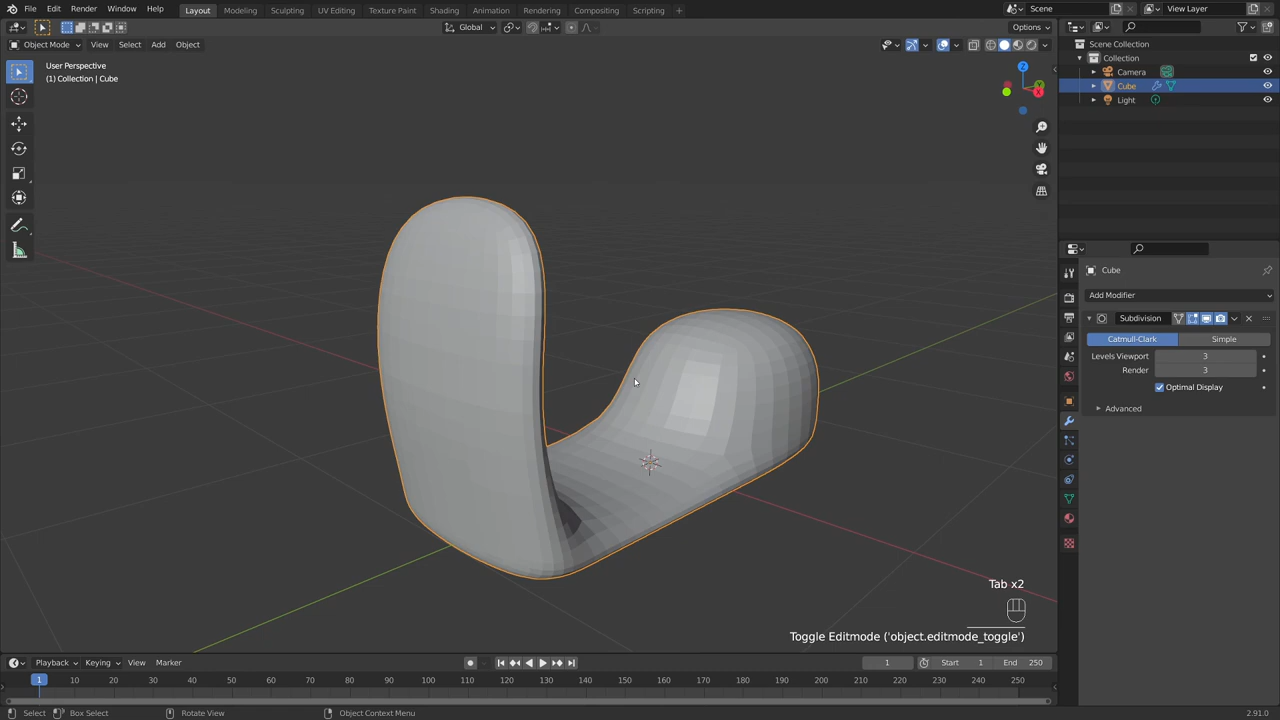 File Edit Render Window Help Layout Modeling Sculpting UV Editing Texture Paint Shading Animation Rendering Compositing Scripting + Scene View Layer
Global Options
Object Mode View Select Add Object
User Perspective
(1) Collection | Cube
Z
Y
X
Scene Collection
Collection
Camera
Cube
Light
Cube
Add Modifier
Subdivision
Catmull-Clark Simple
Levels Viewport 3
Render 3
Optimal Display
Advanced
Tab x2
Toggle Editmode ('object.editmode_toggle')
Playback Keying View Marker 1 Start 1 End 250
1 10 20 30 40 50 60 70 80 90 100 110 120 130 140 150 160 170 180 190 200 210 220 230 240 250
Select Box Select Rotate View Object Context Menu 2.91.0